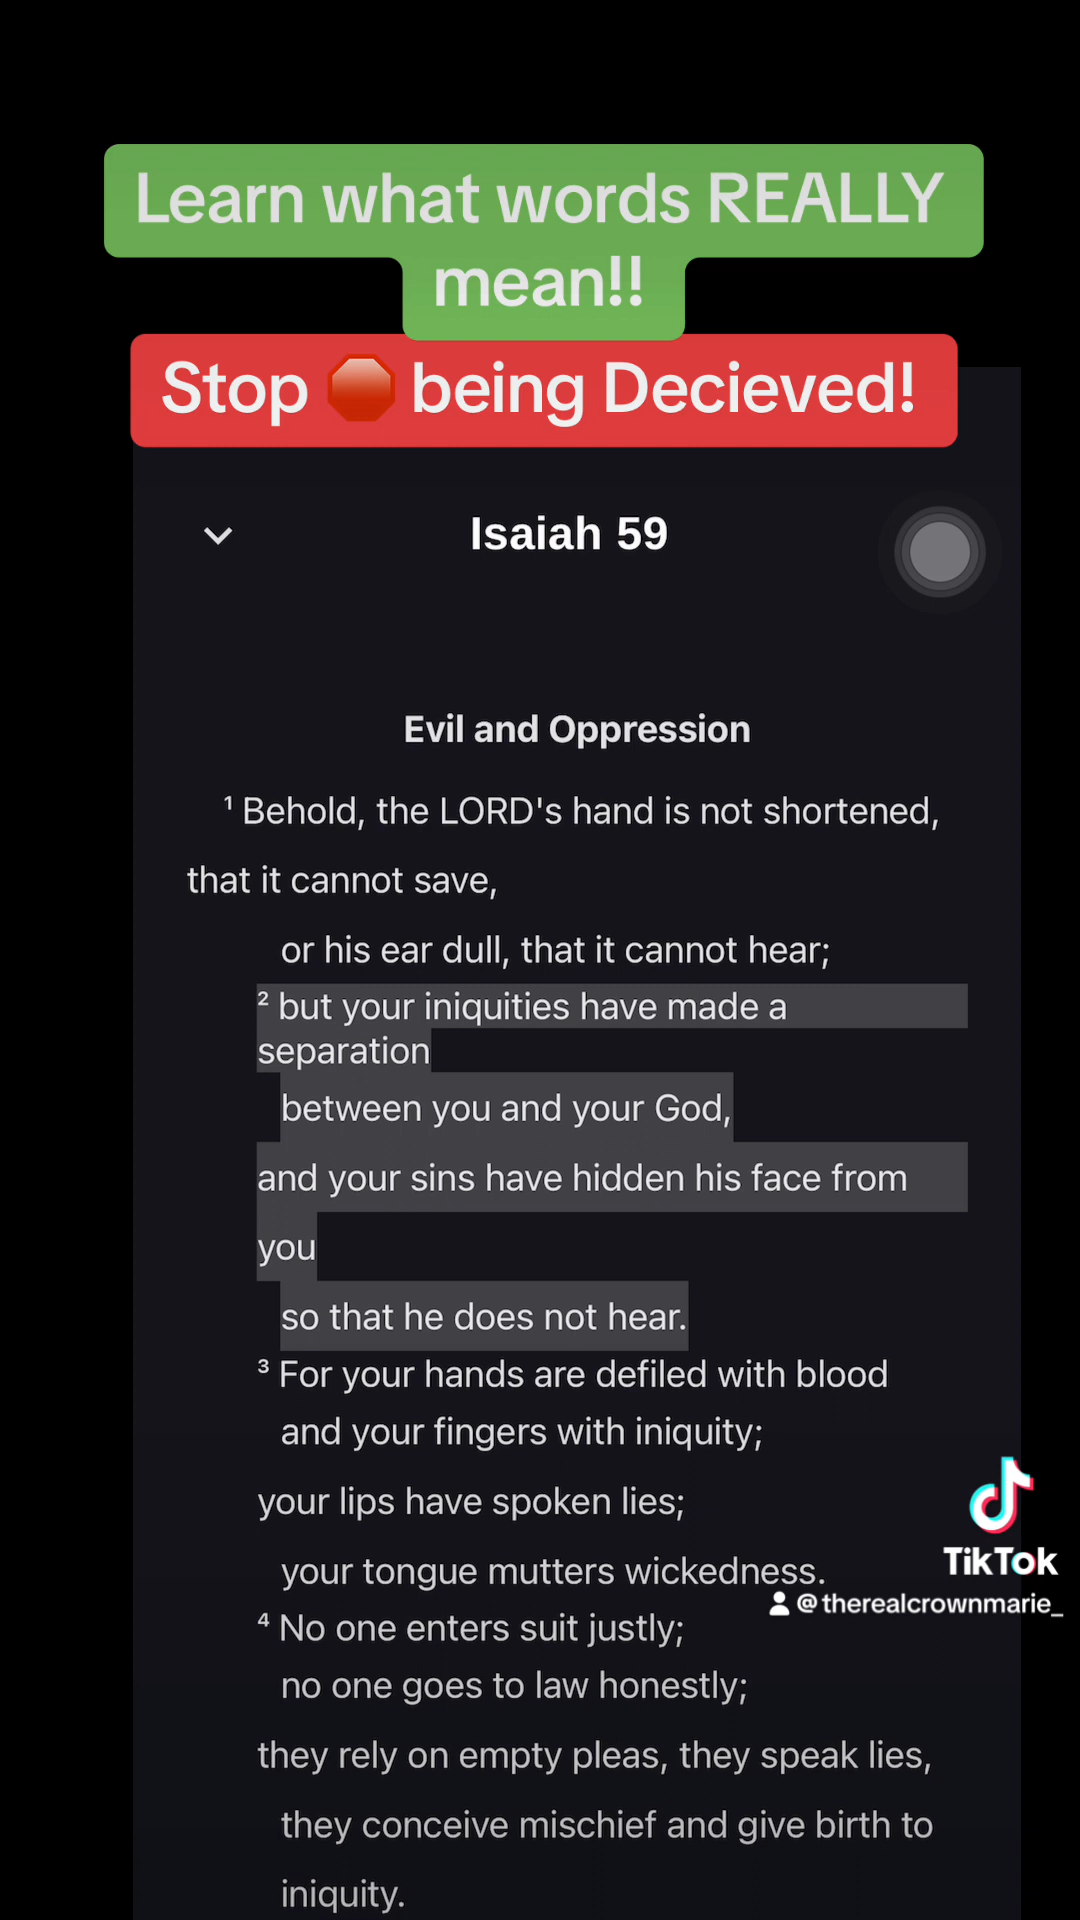 Learn what words REALLY
mean!!
Stop 🛑 being Decieved!
Isaiah 59
Evil and Oppression
¹ Behold, the LORD's hand is not shortened,
that it cannot save,
or his ear dull, that it cannot hear;
² but your iniquities have made a
separation
between you and your God,
and your sins have hidden his face from
you
so that he does not hear.
³ For your hands are defiled with blood
and your fingers with iniquity;
your lips have spoken lies;
your tongue mutters wickedness.
TikTok
@therealcrownmarie_
⁴ No one enters suit justly;
no one goes to law honestly;
they rely on empty pleas, they speak lies,
they conceive mischief and give birth to
iniquity.